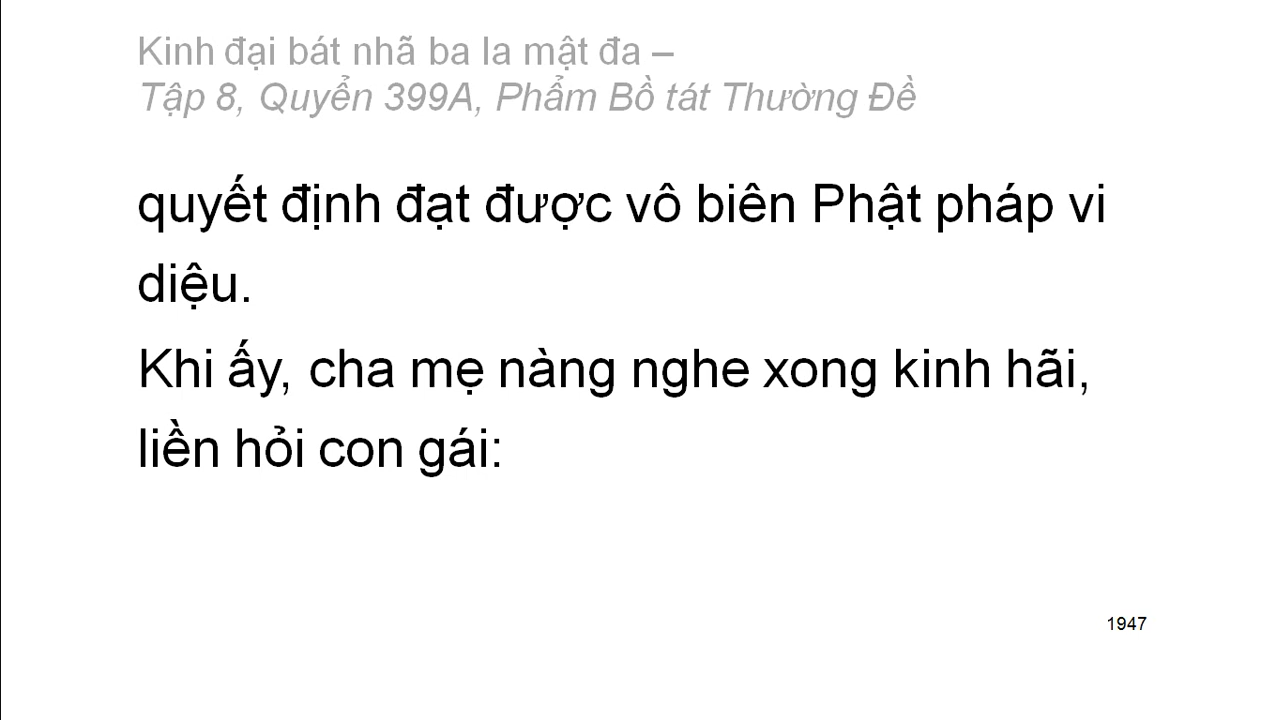 Kinh đại bát nhã ba la mật đa –
Tập 8, Quyển 399A, Phẩm Bồ tát Thường Đề
quyết định đạt được vô biên Phật pháp vi
diệu.
Khi ấy, cha mẹ nàng nghe xong kinh hãi,
liền hỏi con gái:
1947